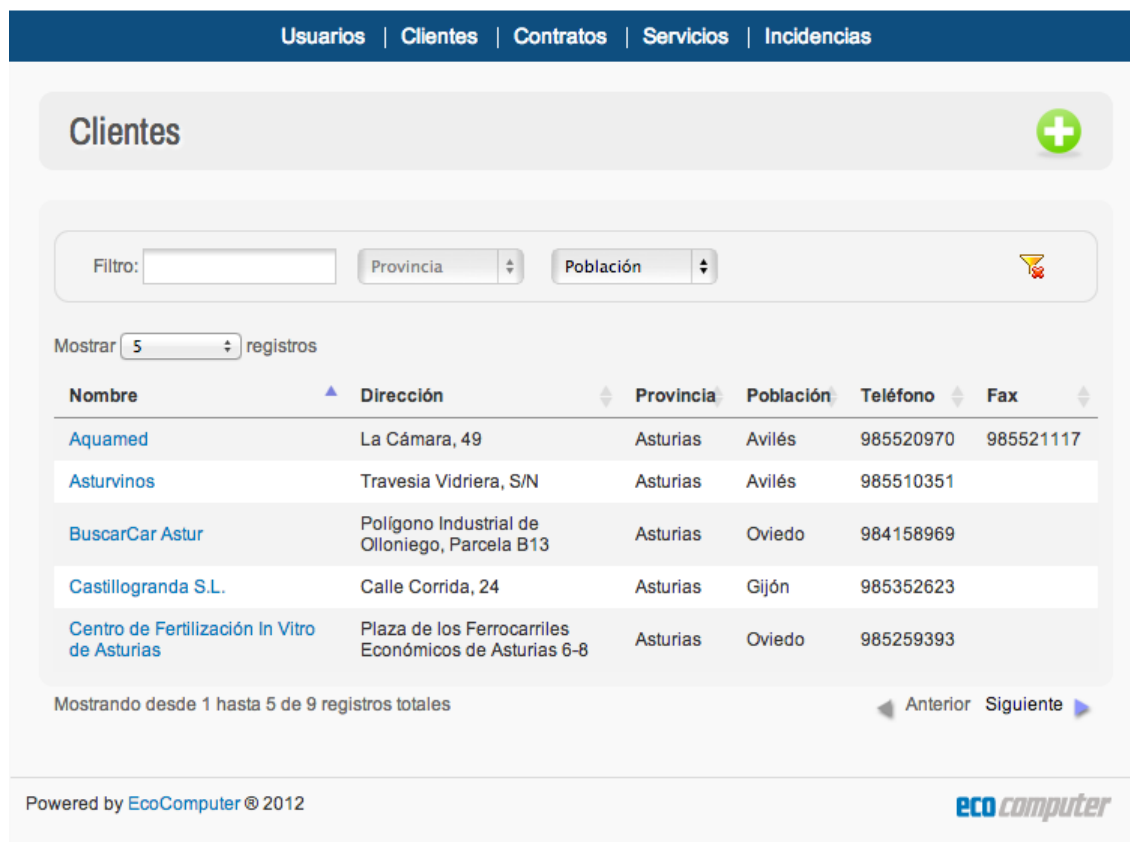 Usuarios | Clientes | Contratos | Servicios | Incidencias
Clientes
Filtro: Provincia Población
Mostrar 5 registros
Nombre Dirección Provincia Población Teléfono Fax
Aquamed La Cámara, 49 Asturias Avilés 985520970 985521117
Asturvinos Travesia Vidriera, S/N Asturias Avilés 985510351
BuscarCar Astur Polígono Industrial de Asturias Oviedo 984158969
Olloniego, Parcela B13
Castillogranda S.L. Calle Corrida, 24 Asturias Gijón 985352623
Centro de Fertilización In Vitro Plaza de los Ferrocarriles Asturias Oviedo 985259393
de Asturias Económicos de Asturias 6-8
Mostrando desde 1 hasta 5 de 9 registros totales Anterior Siguiente
Powered by EcoComputer ® 2012 eco computer